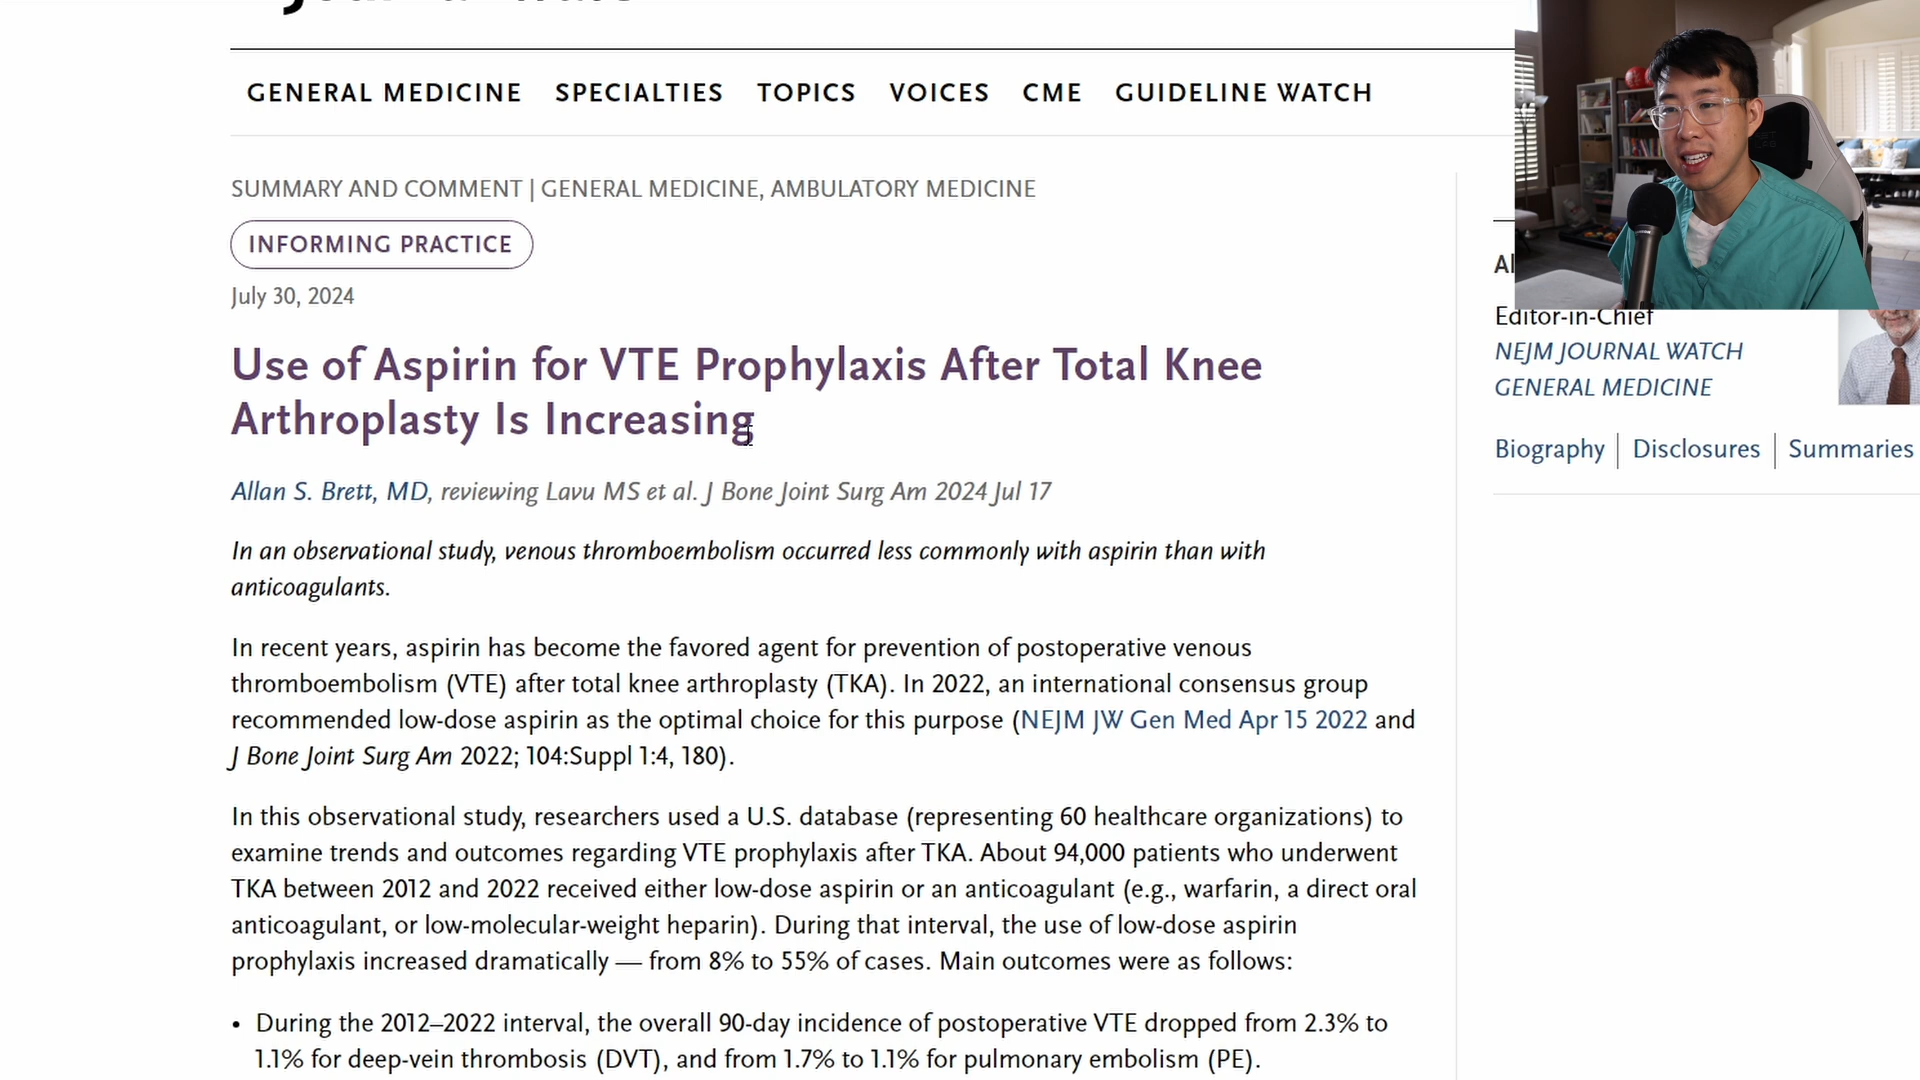 GENERAL MEDICINE SPECIALTIES TOPICS VOICES CME GUIDELINE WATCH
SUMMARY AND COMMENT | GENERAL MEDICINE, AMBULATORY MEDICINE
INFORMING PRACTICE
July 30, 2024
Use of Aspirin for VTE Prophylaxis After Total Knee
Arthroplasty Is Increasing
Allan S. Brett, MD, reviewing Lavu MS et al. J Bone Joint Surg Am 2024 Jul 17
In an observational study, venous thromboembolism occurred less commonly with aspirin than with
anticoagulants.
In recent years, aspirin has become the favored agent for prevention of postoperative venous
thromboembolism (VTE) after total knee arthroplasty (TKA). In 2022, an international consensus group
recommended low-dose aspirin as the optimal choice for this purpose (NEJM JW Gen Med Apr 15 2022 and
J Bone Joint Surg Am 2022; 104:Suppl 1:4, 180).
In this observational study, researchers used a U.S. database (representing 60 healthcare organizations) to
examine trends and outcomes regarding VTE prophylaxis after TKA. About 94,000 patients who underwent
TKA between 2012 and 2022 received either low-dose aspirin or an anticoagulant (e.g., warfarin, a direct oral
anticoagulant, or low-molecular-weight heparin). During that interval, the use of low-dose aspirin
prophylaxis increased dramatically — from 8% to 55% of cases. Main outcomes were as follows:
• During the 2012–2022 interval, the overall 90-day incidence of postoperative VTE dropped from 2.3% to
1.1% for deep-vein thrombosis (DVT), and from 1.7% to 1.1% for pulmonary embolism (PE).
Al
Editor-in-Chief
NEJM JOURNAL WATCH
GENERAL MEDICINE
Biography | Disclosures | Summaries